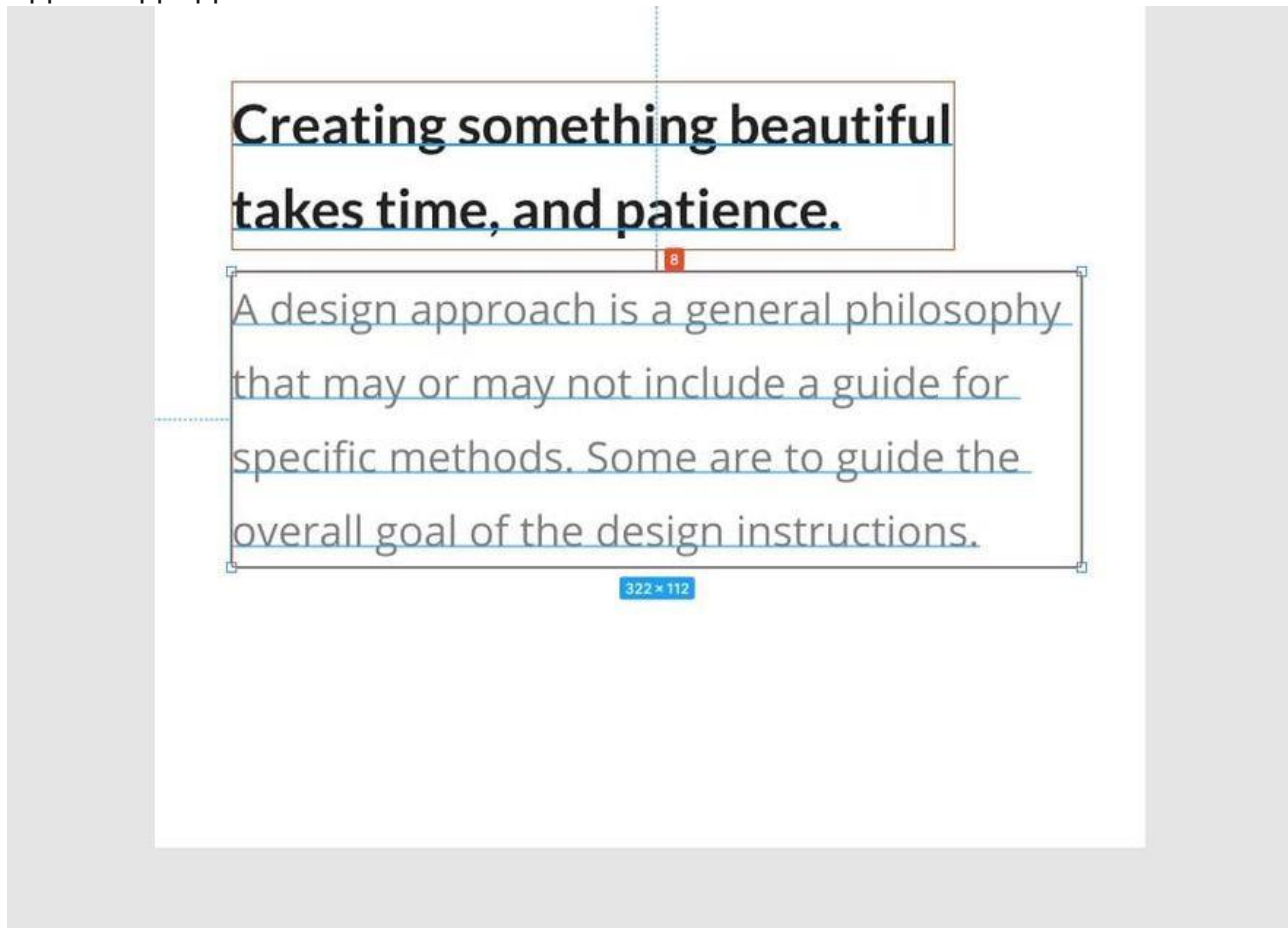 Creating something beautiful
takes time, and patience.
8
A design approach is a general philosophy
that may or may not include a guide for
specific methods. Some are to guide the
overall goal of the design instructions.
322 × 112